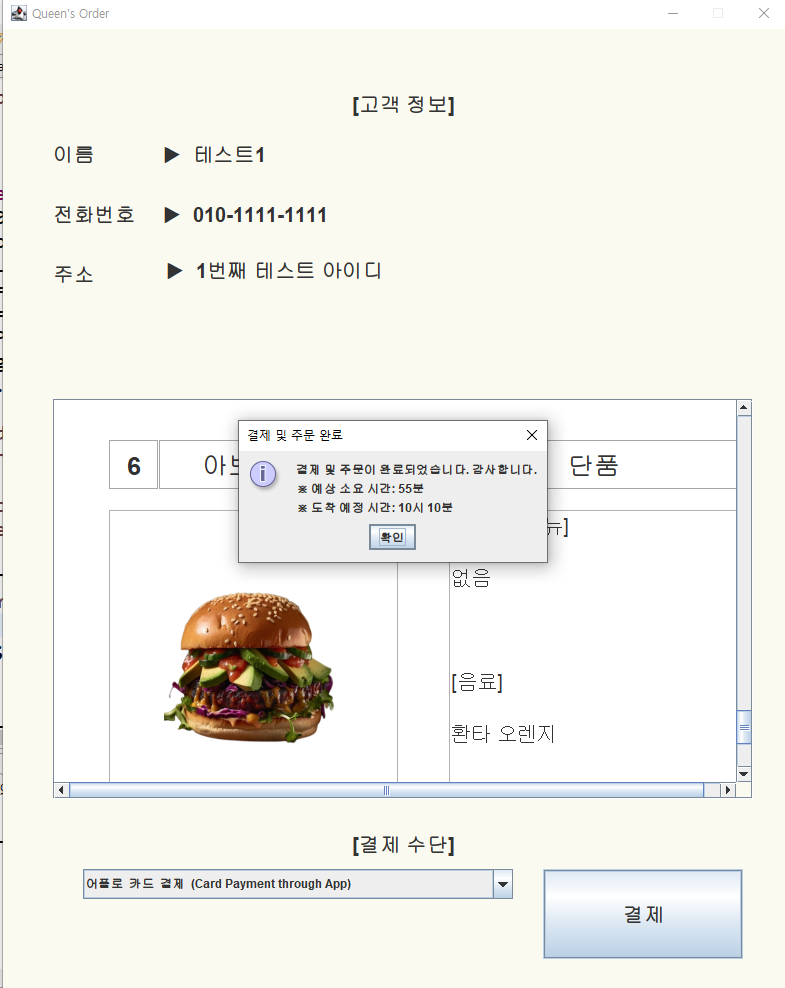 Queen's Order
[고객 정보]
이름 ▶ 테스트1
전화번호 ▶ 010-1111-1111
주소 ▶ 1번째 테스트 아이디
결제 및 주문 완료
결제 및 주문이 완료되었습니다. 감사합니다.
※ 예상 소요 시간: 55분
※ 도착 예정 시간: 10시 10분
확인
6 단품
없음
[음료]
환타 오렌지
[결제 수단]
어플로 카드 결제 (Card Payment through App)
결제